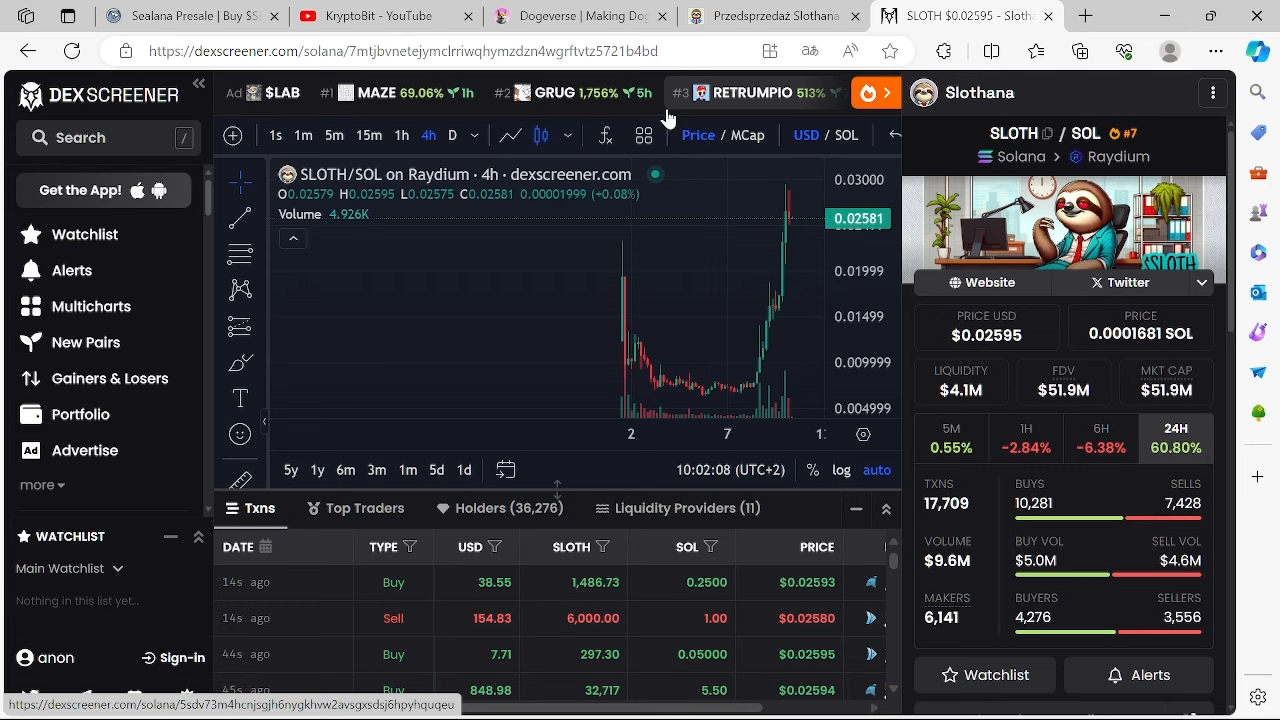 Solana Presale | Buy $S
Kryt-On - YouTube
Dogeverse | Making Dog
Przedsprzedaż Slothana
SLOTH $0.02595 - Sloth
https://dexscreener.com/solana/7mtjbvnetejymclrriwqhymzdzn4wgrftvtz5721b4bd
DEXSCREENER
Search
/
Get the App!
Watchlist
Alerts
Multicharts
New Pairs
Gainers & Losers
Portfolio
Ad Advertise
more
WATCHLIST
Main Watchlist
Nothing in this list yet...
anon
Sign-in
Ad $LAB #1 MAZE 69.06% 1h #2 GRUG 1,756% 5h #3 RETRUMPIO 513%
1s 1m 5m 15m 1h 4h D Price / MCap USD / SOL
SLOTH/SOL on Raydium · 4h · dexscreener.com
O0.02579 H0.02595 L0.02575 C0.02581 0.00001999 (+0.08%)
Volume 4.926K
0.03000
0.02581
0.01999
0.01499
0.009999
0.004999
2 7
5y 1y 6m 3m 1m 5d 1d 10:02:08 (UTC+2) % log auto
Txns Top Traders Holders (36,276) Liquidity Providers (11)
DATE TYPE USD SLOTH SOL PRICE
14s ago Buy 38.55 1,486.73 0.2500 $0.02593
14s ago Sell 154.83 6,000.00 1.00 $0.02580
44s ago Buy 7.71 297.30 0.05000 $0.02595
45s ago Buy 848.98 32,717 5.50 $0.02594
Slothana
SLOTH / SOL #7
Solana > Raydium
$SLOTH
Website Twitter
PRICE USD PRICE
$0.02595 0.0001681 SOL
LIQUIDITY FDV MKT CAP
$4.1M $51.9M $51.9M
5M 1H 6H 24H
0.55% -2.84% -6.38% 60.80%
TXNS BUYS SELLS
17,709 10,281 7,428
VOLUME BUY VOL SELL VOL
$9.6M $5.0M $4.6M
MAKERS BUYERS SELLERS
6,141 4,276 3,556
Watchlist Alerts